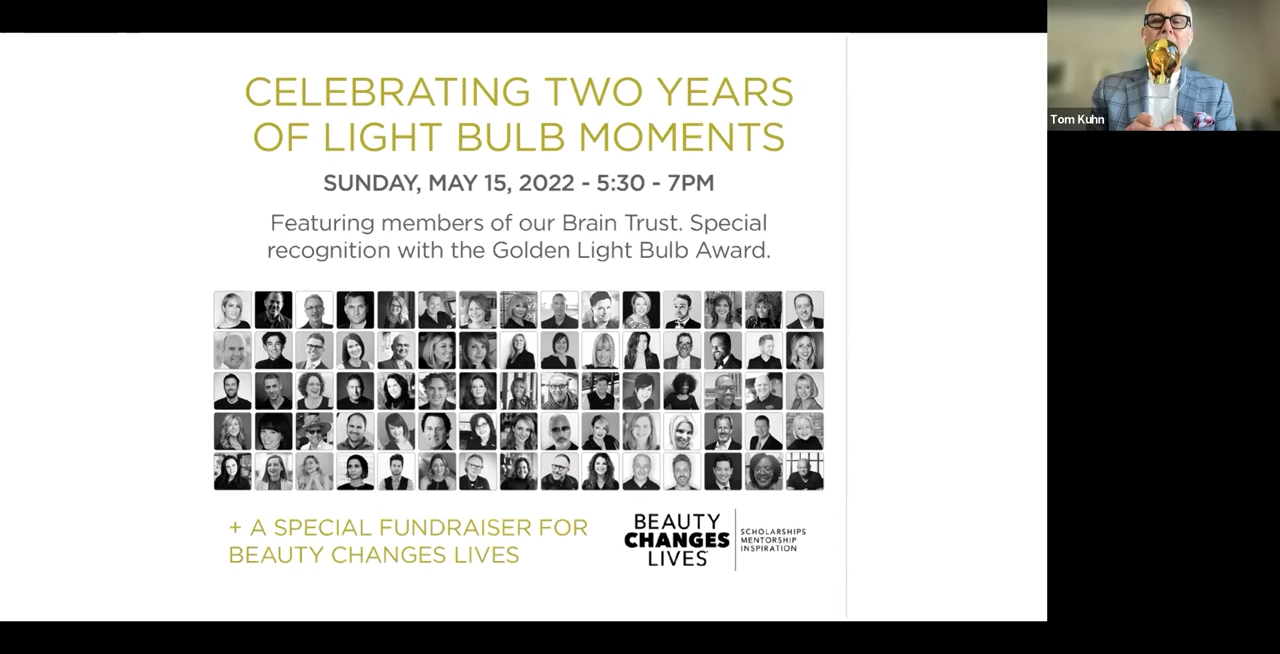 CELEBRATING TWO YEARS
OF LIGHT BULB MOMENTS
SUNDAY, MAY 15, 2022 - 5:30 - 7PM
Featuring members of our Brain Trust. Special
recognition with the Golden Light Bulb Award.
+ A SPECIAL FUNDRAISER FOR
BEAUTY CHANGES LIVES
BEAUTY
CHANGES
LIVES
SCHOLARSHIPS
MENTORSHIP
INSPIRATION
Tom Kuhn